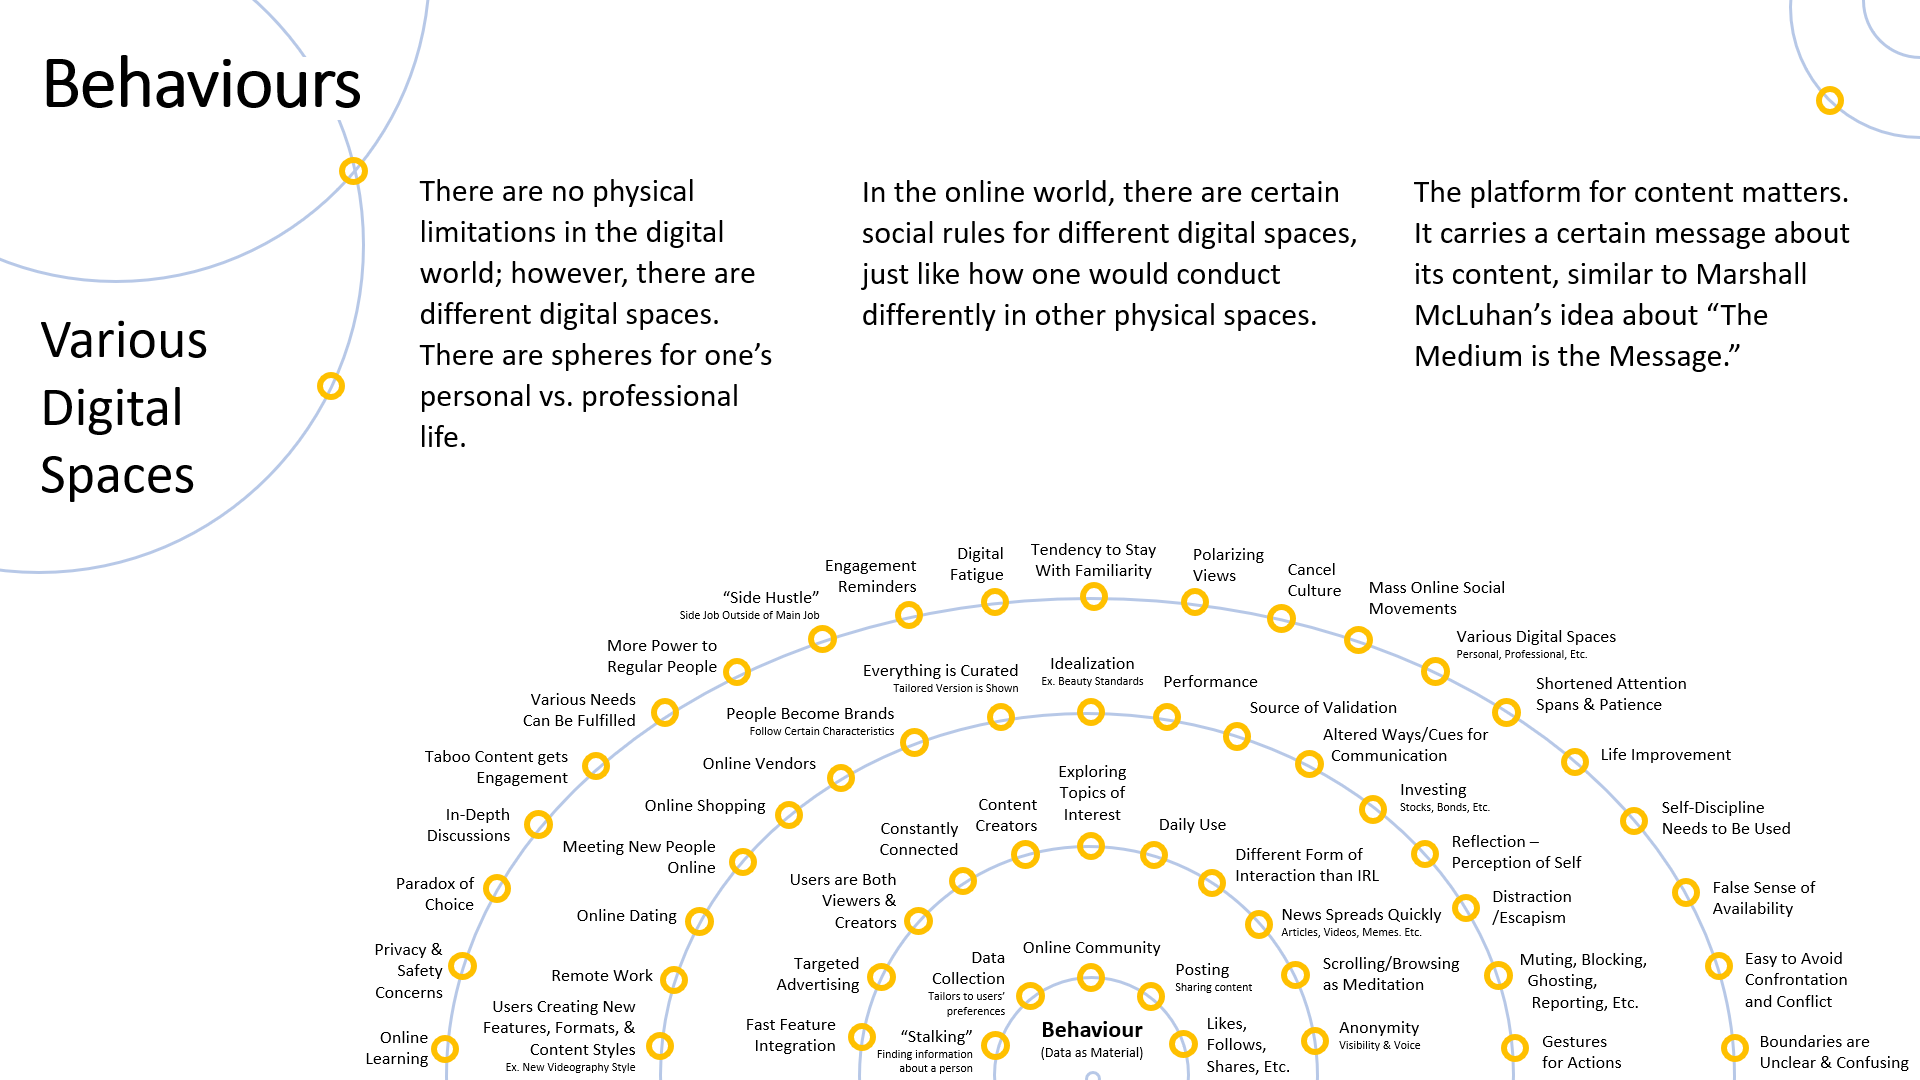 Behaviours
Various
Digital
Spaces
There are no physical
limitations in the digital
world; however, there are
different digital spaces.
There are spheres for one’s
personal vs. professional
life.
In the online world, there are certain
social rules for different digital spaces,
just like how one would conduct
differently in other physical spaces.
The platform for content matters.
It carries a certain message about
its content, similar to Marshall
McLuhan’s idea about “The
Medium is the Message.”
Online
Learning
Privacy &
Safety
Concerns
Paradox of
Choice
In-Depth
Discussions
Taboo Content gets
Engagement
Various Needs
Can Be Fulfilled
More Power to
Regular People
“Side Hustle”
Side Job Outside of Main Job
Engagement
Reminders
Digital
Fatigue
Tendency to Stay
With Familiarity
Polarizing
Views
Cancel
Culture
Mass Online Social
Movements
Various Digital Spaces
Personal, Professional, Etc.
Shortened Attention
Spans & Patience
Life Improvement
Self-Discipline
Needs to Be Used
False Sense of
Availability
Easy to Avoid
Confrontation
and Conflict
Boundaries are
Unclear & Confusing
Users Creating New
Features, Formats, &
Content Styles
Ex. New Videography Style
Remote Work
Online Dating
Meeting New People
Online
Online Shopping
Online Vendors
People Become Brands
Follow Certain Characteristics
Everything is Curated
Tailored Version is Shown
Idealization
Ex. Beauty Standards
Performance
Source of Validation
Altered Ways/Cues for
Communication
Investing
Stocks, Bonds, Etc.
Reflection –
Perception of Self
Distraction
/Escapism
Muting, Blocking,
Ghosting,
Reporting, Etc.
Gestures
for Actions
Fast Feature
Integration
Targeted
Advertising
Users are Both
Viewers &
Creators
Constantly
Connected
Content
Creators
Exploring
Topics of
Interest
Daily Use
Different Form of
Interaction than IRL
News Spreads Quickly
Articles, Videos, Memes. Etc.
Scrolling/Browsing
as Meditation
Anonymity
Visibility & Voice
“Stalking”
Finding information
about a person
Data
Collection
Tailors to users’
preferences
Online Community
Posting
Sharing content
Likes,
Follows,
Shares, Etc.
Behaviour
(Data as Material)